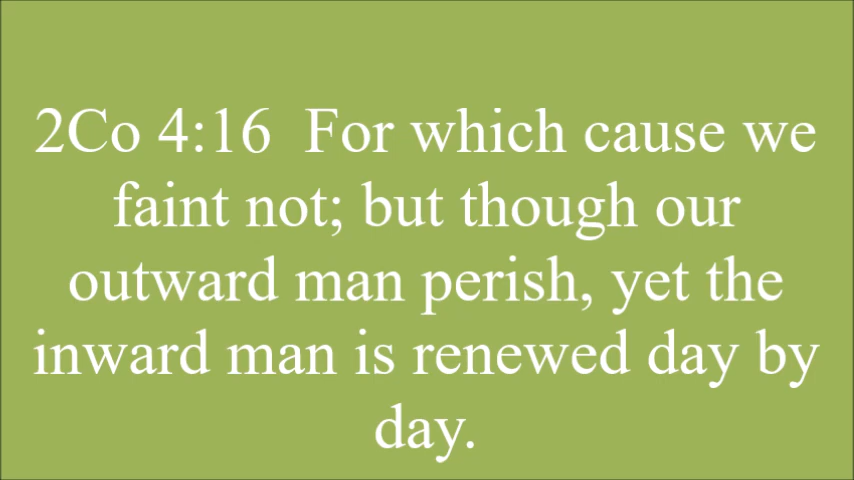 2Co 4:16  For which cause we
faint not; but though our
outward man perish, yet the
inward man is renewed day by
day.